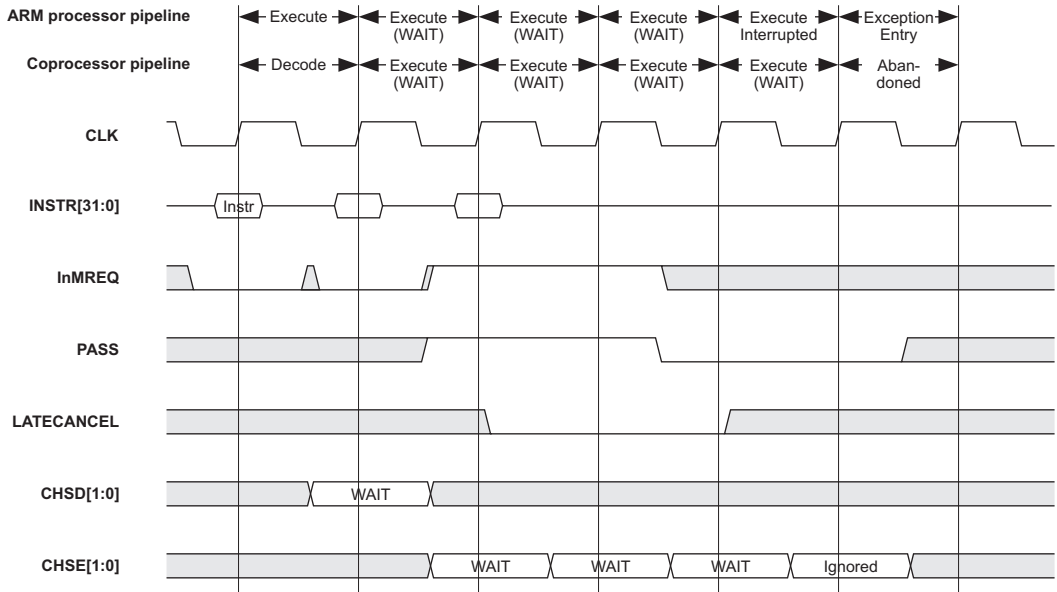 ARM processor pipeline
Execute
Execute
(WAIT)
Execute
(WAIT)
Execute
(WAIT)
Execute
Interrupted
Exception
Entry
Coprocessor pipeline
Decode
Execute
(WAIT)
Execute
(WAIT)
Execute
(WAIT)
Execute
(WAIT)
Aban-
doned
CLK
INSTR[31:0]
Instr
InMREQ
PASS
LATECANCEL
CHSD[1:0]
WAIT
CHSE[1:0]
WAIT
WAIT
WAIT
Ignored